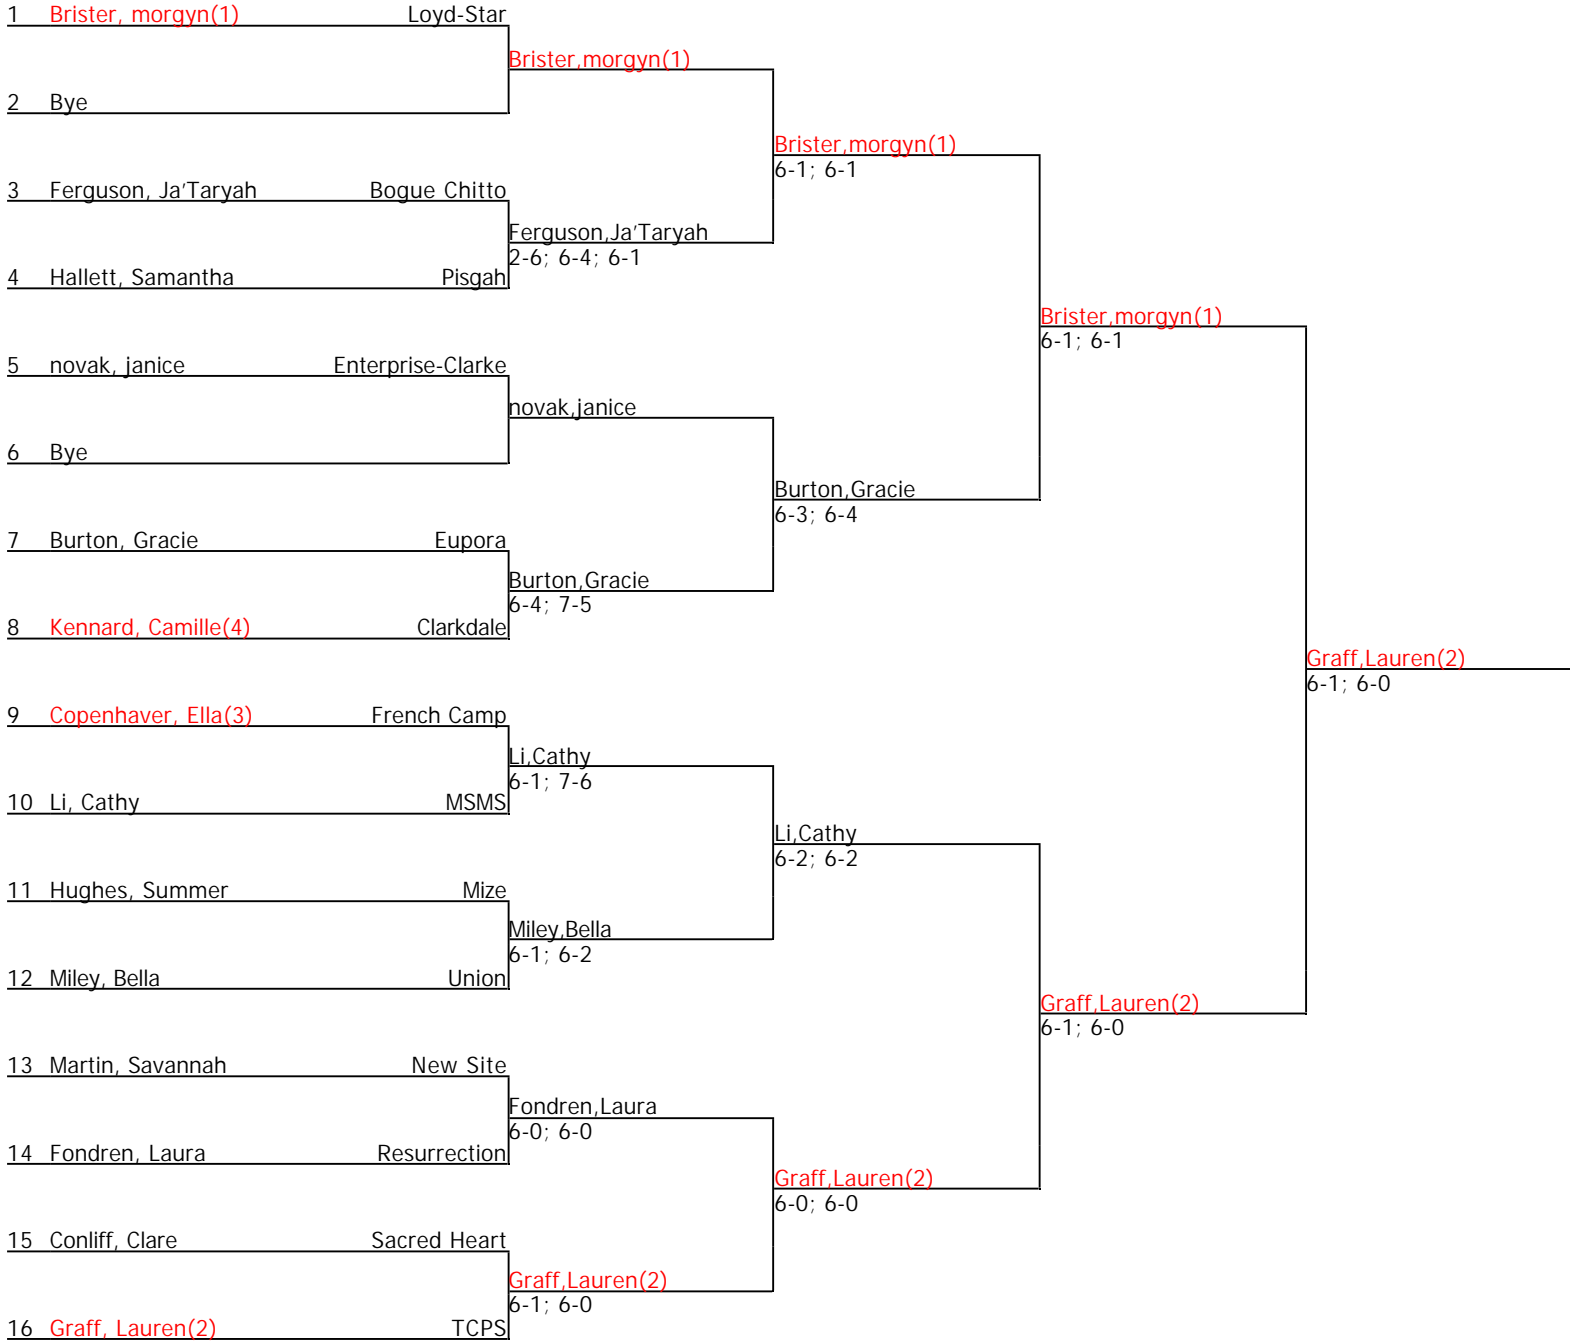 1 Brister, morgyn(1) Loyd-Star
Brister,morgyn(1)
2 Bye
Brister,morgyn(1)
6-1; 6-1
3 Ferguson, Ja'Taryah Bogue Chitto
Ferguson,Ja'Taryah
2-6; 6-4; 6-1
4 Hallett, Samantha Pisgah
Brister,morgyn(1)
6-1; 6-1
5 novak, janice Enterprise-Clarke
novak,janice
6 Bye
Burton,Gracie
6-3; 6-4
7 Burton, Gracie Eupora
Burton,Gracie
6-4; 7-5
8 Kennard, Camille(4) Clarkdale
Graff,Lauren(2)
6-1; 6-0
9 Copenhaver, Ella(3) French Camp
Li,Cathy
6-1; 7-6
10 Li, Cathy MSMS
Li,Cathy
6-2; 6-2
11 Hughes, Summer Mize
Miley,Bella
6-1; 6-2
12 Miley, Bella Union
Graff,Lauren(2)
6-1; 6-0
13 Martin, Savannah New Site
Fondren,Laura
6-0; 6-0
14 Fondren, Laura Resurrection
Graff,Lauren(2)
6-0; 6-0
15 Conliff, Clare Sacred Heart
Graff,Lauren(2)
6-1; 6-0
16 Graff, Lauren(2) TCPS